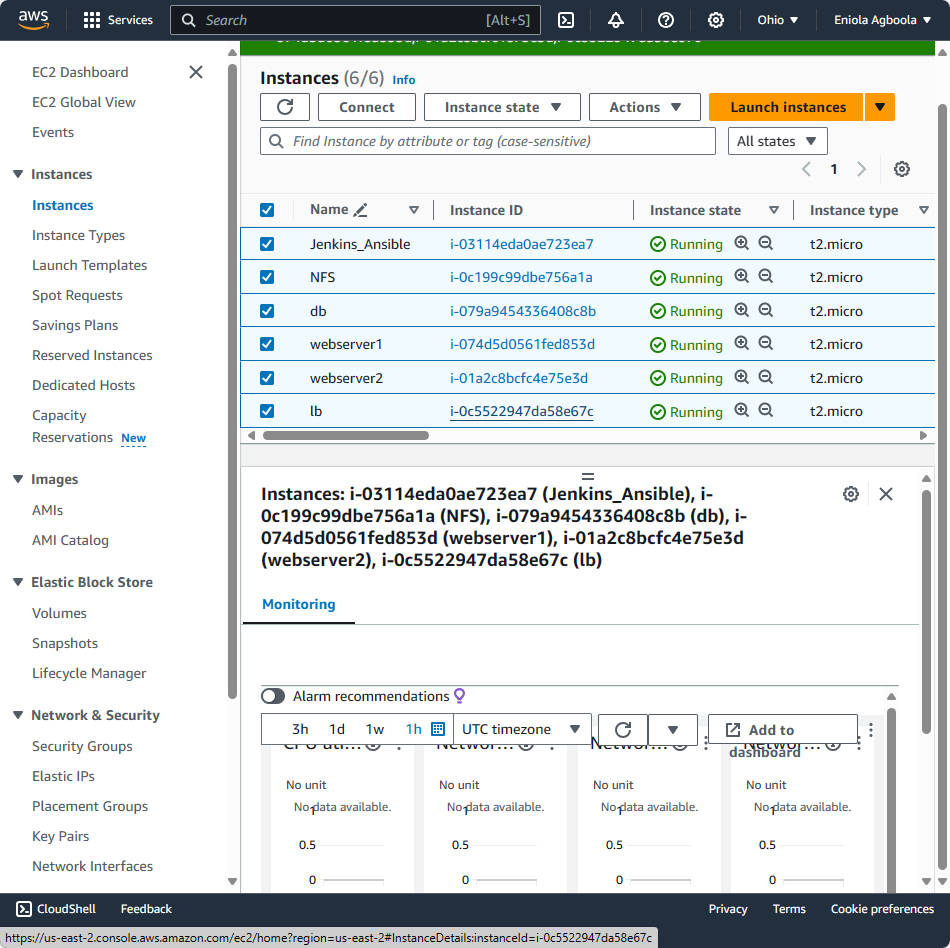 aws
Services
Search
[Alt+S]
Ohio
Eniola Agboola
EC2 Dashboard
EC2 Global View
Events
Instances
Instances
Instance Types
Launch Templates
Spot Requests
Savings Plans
Reserved Instances
Dedicated Hosts
Capacity
Reservations New
Images
AMIs
AMI Catalog
Elastic Block Store
Volumes
Snapshots
Lifecycle Manager
Network & Security
Security Groups
Elastic IPs
Placement Groups
Key Pairs
Network Interfaces
Instances (6/6) Info
Connect
Instance state
Actions
Launch instances
Find Instance by attribute or tag (case-sensitive)
All states
1
Name Instance ID Instance state Instance type
Jenkins_Ansible i-03114eda0ae723ea7 Running t2.micro
NFS i-0c199c99dbe756a1a Running t2.micro
db i-079a9454336408c8b Running t2.micro
webserver1 i-074d5d0561fed853d Running t2.micro
webserver2 i-01a2c8bcfc4e75e3d Running t2.micro
lb i-0c5522947da58e67c Running t2.micro
Instances: i-03114eda0ae723ea7 (Jenkins_Ansible), i-
0c199c99dbe756a1a (NFS), i-079a9454336408c8b (db), i-
074d5d0561fed853d (webserver1), i-01a2c8bcfc4e75e3d
(webserver2), i-0c5522947da58e67c (lb)
Monitoring
Alarm recommendations
3h 1d 1w 1h UTC timezone
Add to
dashboard
No unit No unit No unit No unit
No data available. No data available. No data available. No data available.
1 1 1 1
0.5 0.5 0.5 0.5
0 0 0 0
CloudShell Feedback Privacy Terms Cookie preferences
https://us-east-2.console.aws.amazon.com/ec2/home?region=us-east-2#InstanceDetails:instanceId=i-0c5522947da58e67c